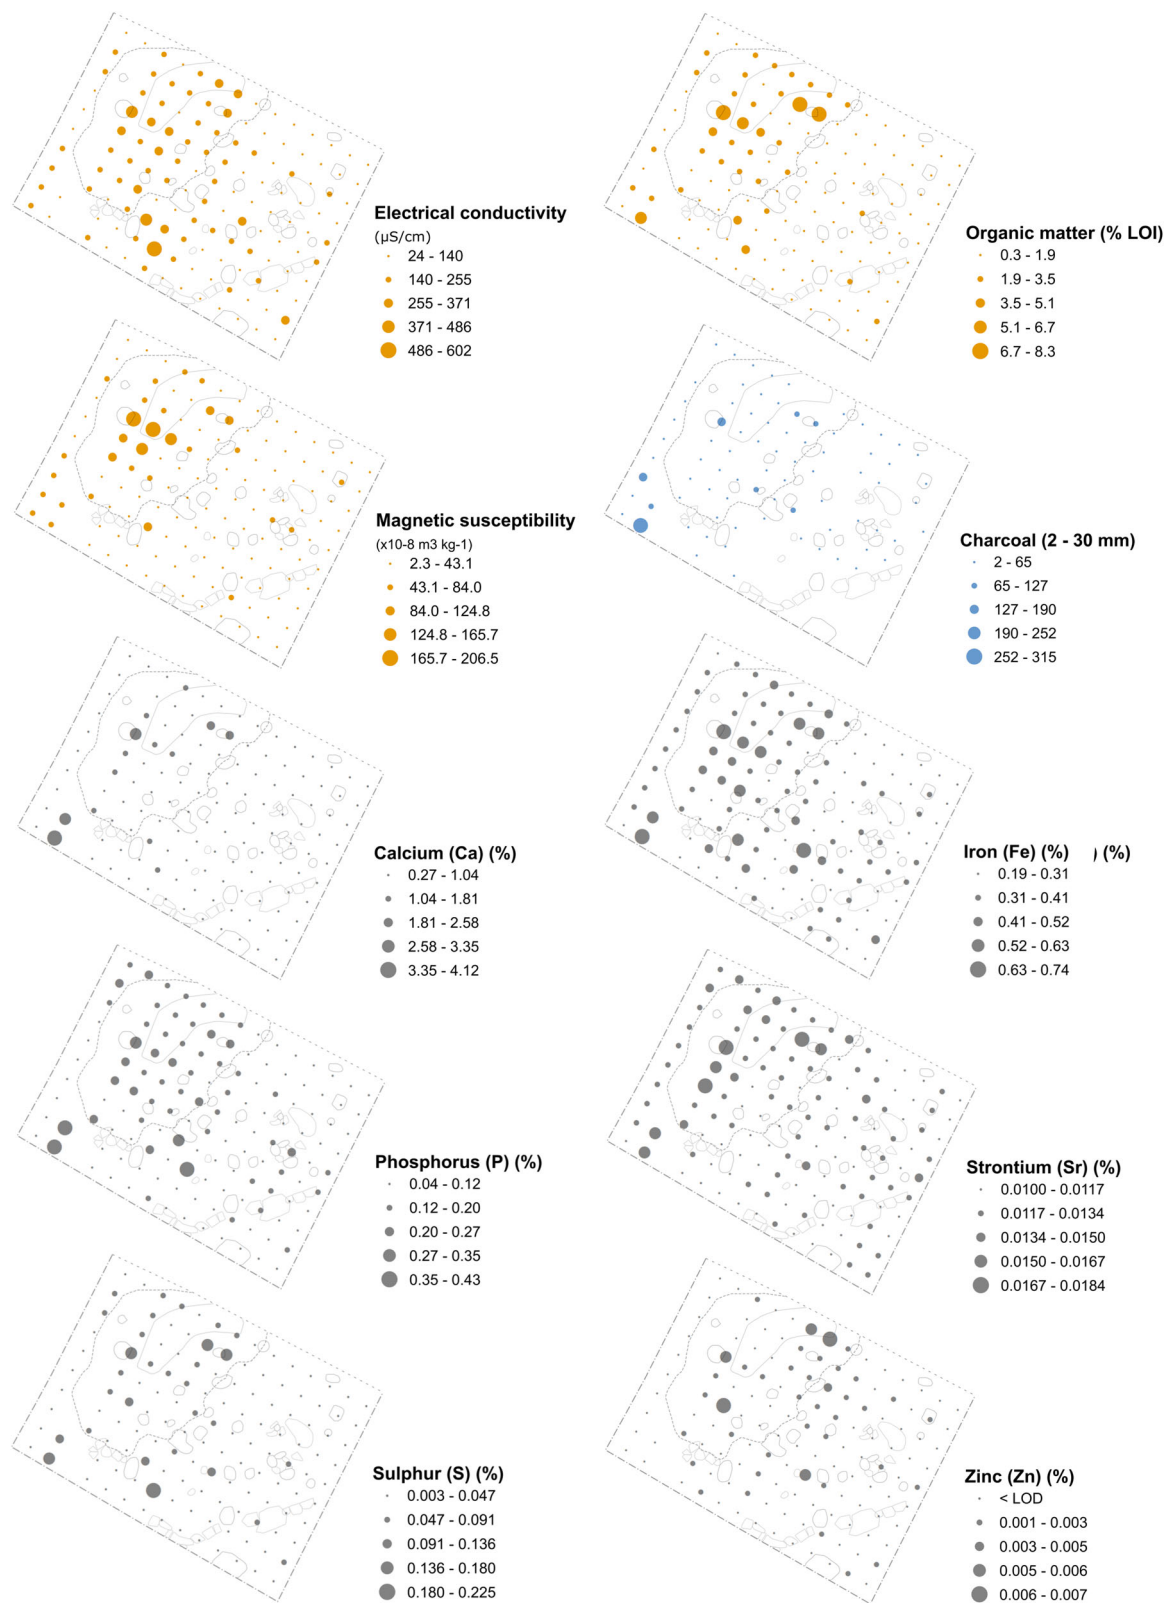 Electrical conductivity
(µS/cm)
24 - 140
140 - 255
255 - 371
371 - 486
486 - 602
Organic matter (% LOI)
0.3 - 1.9
1.9 - 3.5
3.5 - 5.1
5.1 - 6.7
6.7 - 8.3
Magnetic susceptibility
(x10-8 m3 kg-1)
2.3 - 43.1
43.1 - 84.0
84.0 - 124.8
124.8 - 165.7
165.7 - 206.5
Charcoal (2 - 30 mm)
2 - 65
65 - 127
127 - 190
190 - 252
252 - 315
Calcium (Ca) (%)
0.27 - 1.04
1.04 - 1.81
1.81 - 2.58
2.58 - 3.35
3.35 - 4.12
Iron (Fe) (%) ) (%)
0.19 - 0.31
0.31 - 0.41
0.41 - 0.52
0.52 - 0.63
0.63 - 0.74
Phosphorus (P) (%)
0.04 - 0.12
0.12 - 0.20
0.20 - 0.27
0.27 - 0.35
0.35 - 0.43
Strontium (Sr) (%)
0.0100 - 0.0117
0.0117 - 0.0134
0.0134 - 0.0150
0.0150 - 0.0167
0.0167 - 0.0184
Sulphur (S) (%)
0.003 - 0.047
0.047 - 0.091
0.091 - 0.136
0.136 - 0.180
0.180 - 0.225
Zinc (Zn) (%)
< LOD
0.001 - 0.003
0.003 - 0.005
0.005 - 0.006
0.006 - 0.007